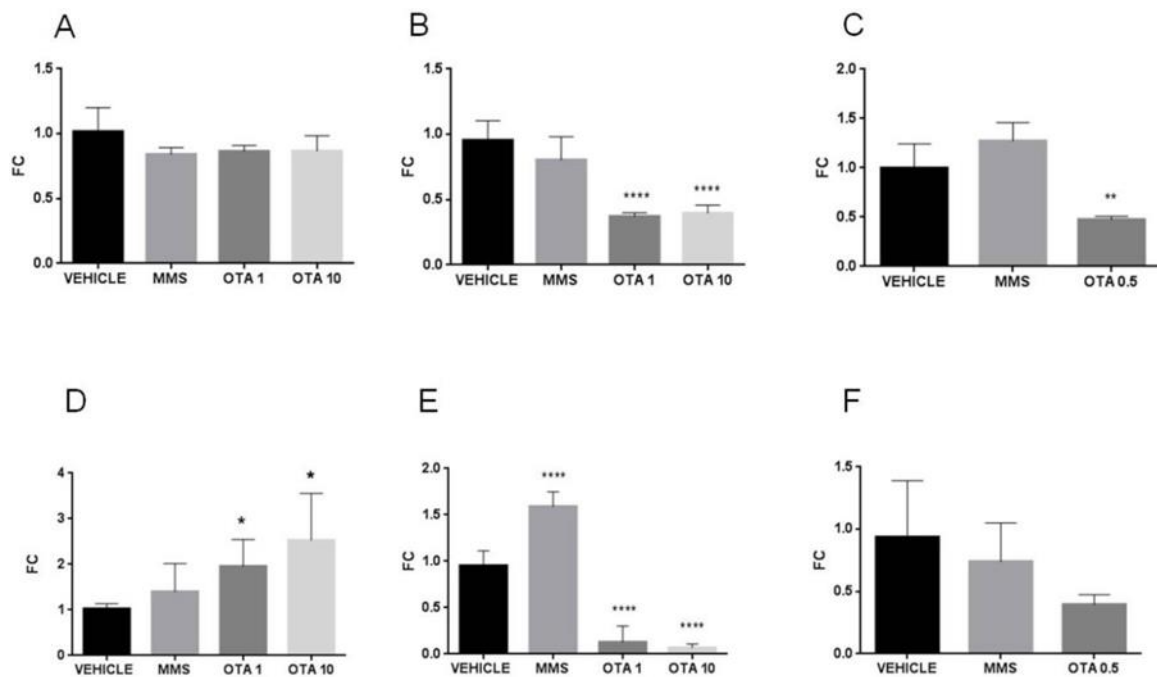 A
1.5
1.0
0.5
0.0
FC
VEHICLE MMS OTA 1 OTA 10
B
1.5
1.0
0.5
0.0
FC
**** ****
VEHICLE MMS OTA 1 OTA 10
C
2.0
1.5
1.0
0.5
0.0
FC
**
VEHICLE MMS OTA 0.5
D
4
3
2
1
0
FC
*
*
VEHICLE MMS OTA 1 OTA 10
E
2.0
1.5
1.0
0.5
0.0
FC
****
****
****
VEHICLE MMS OTA 1 OTA 10
F
1.5
1.0
0.5
0.0
FC
VEHICLE MMS OTA 0.5